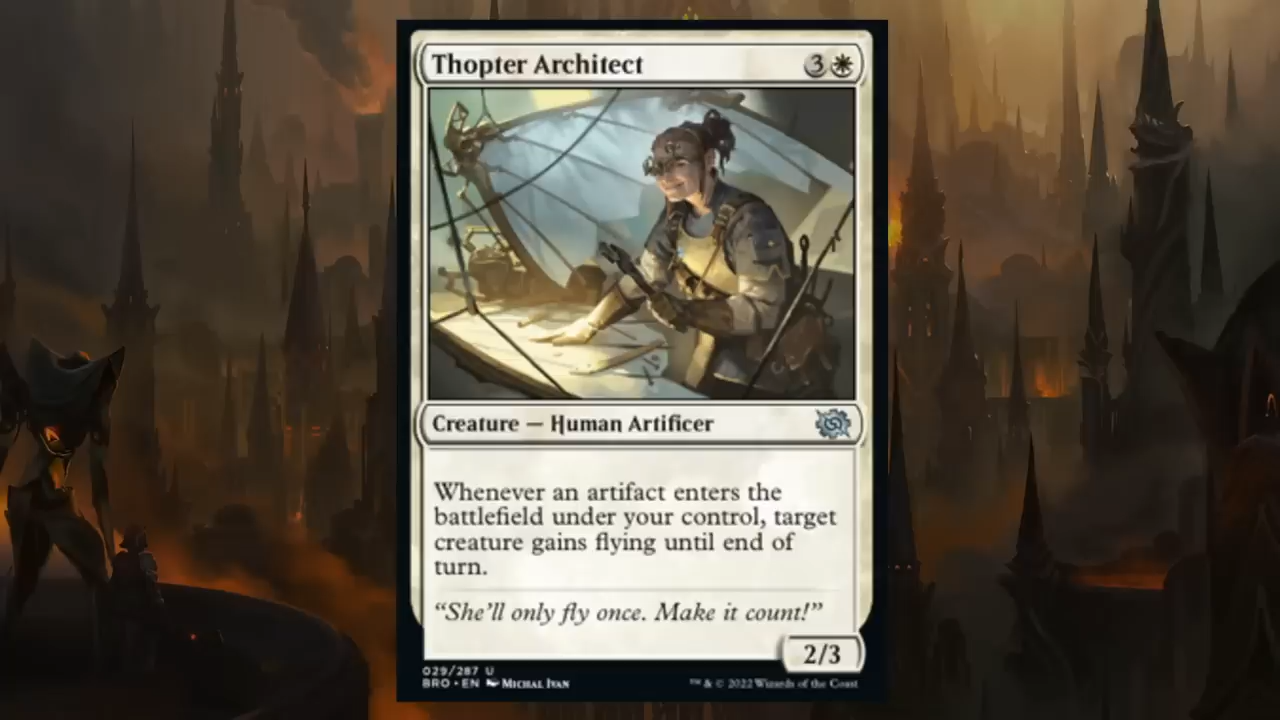 Thopter Architect 3
Creature — Human Artificer
Whenever an artifact enters the
battlefield under your control, target
creature gains flying until end of
turn.
“She’ll only fly once. Make it count!”
2/3
029/287 U
BRO • EN Michal Ivan ™ & © 2022 Wizards of the Coast